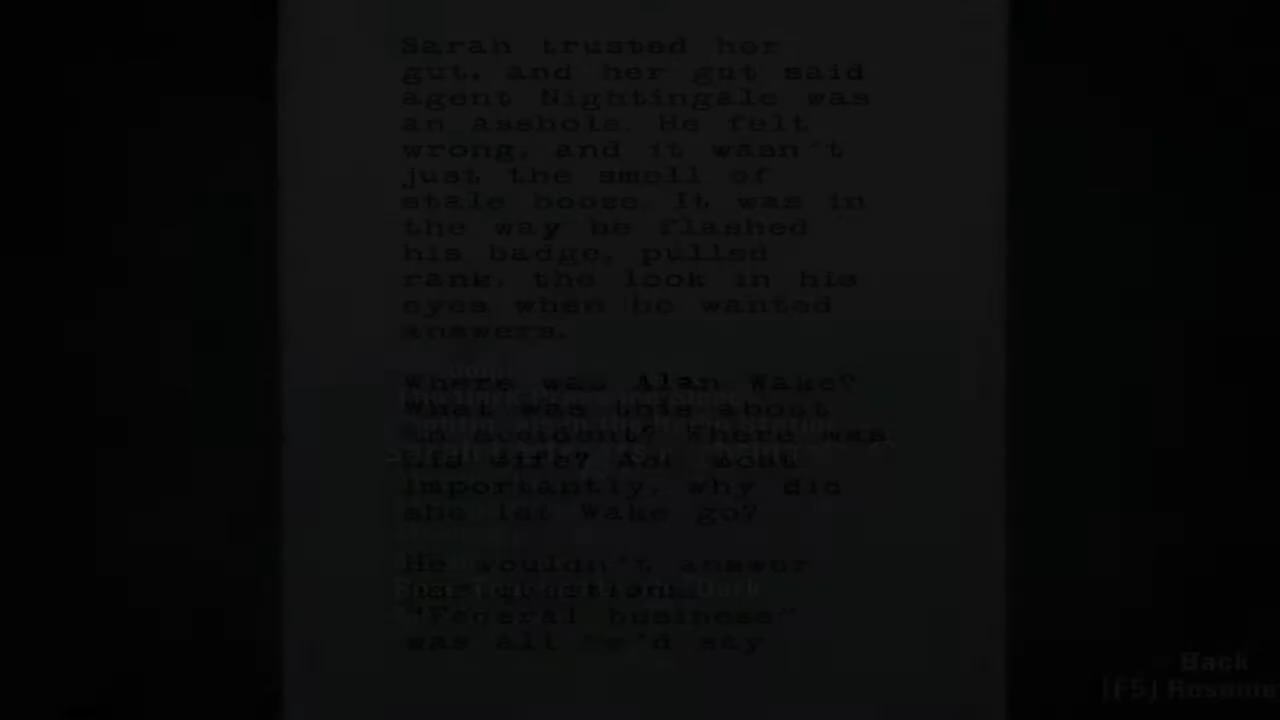 Sarah trusted her
gut, and her gut said
agent Nightingale was
an asshole. He felt
wrong, and it wasn't
just the smell of
stale booze. It was in
the way he flashed
his badge, pulled
rank, the look in his
eyes when he wanted
answers.
Where was Alan Wake?
What was this about
an accident? Where was
his wife? And most
importantly, why did
she let Wake go?
He wouldn't answer
her questions.
"Federal business"
was all he'd say
Back
[F5] Resume